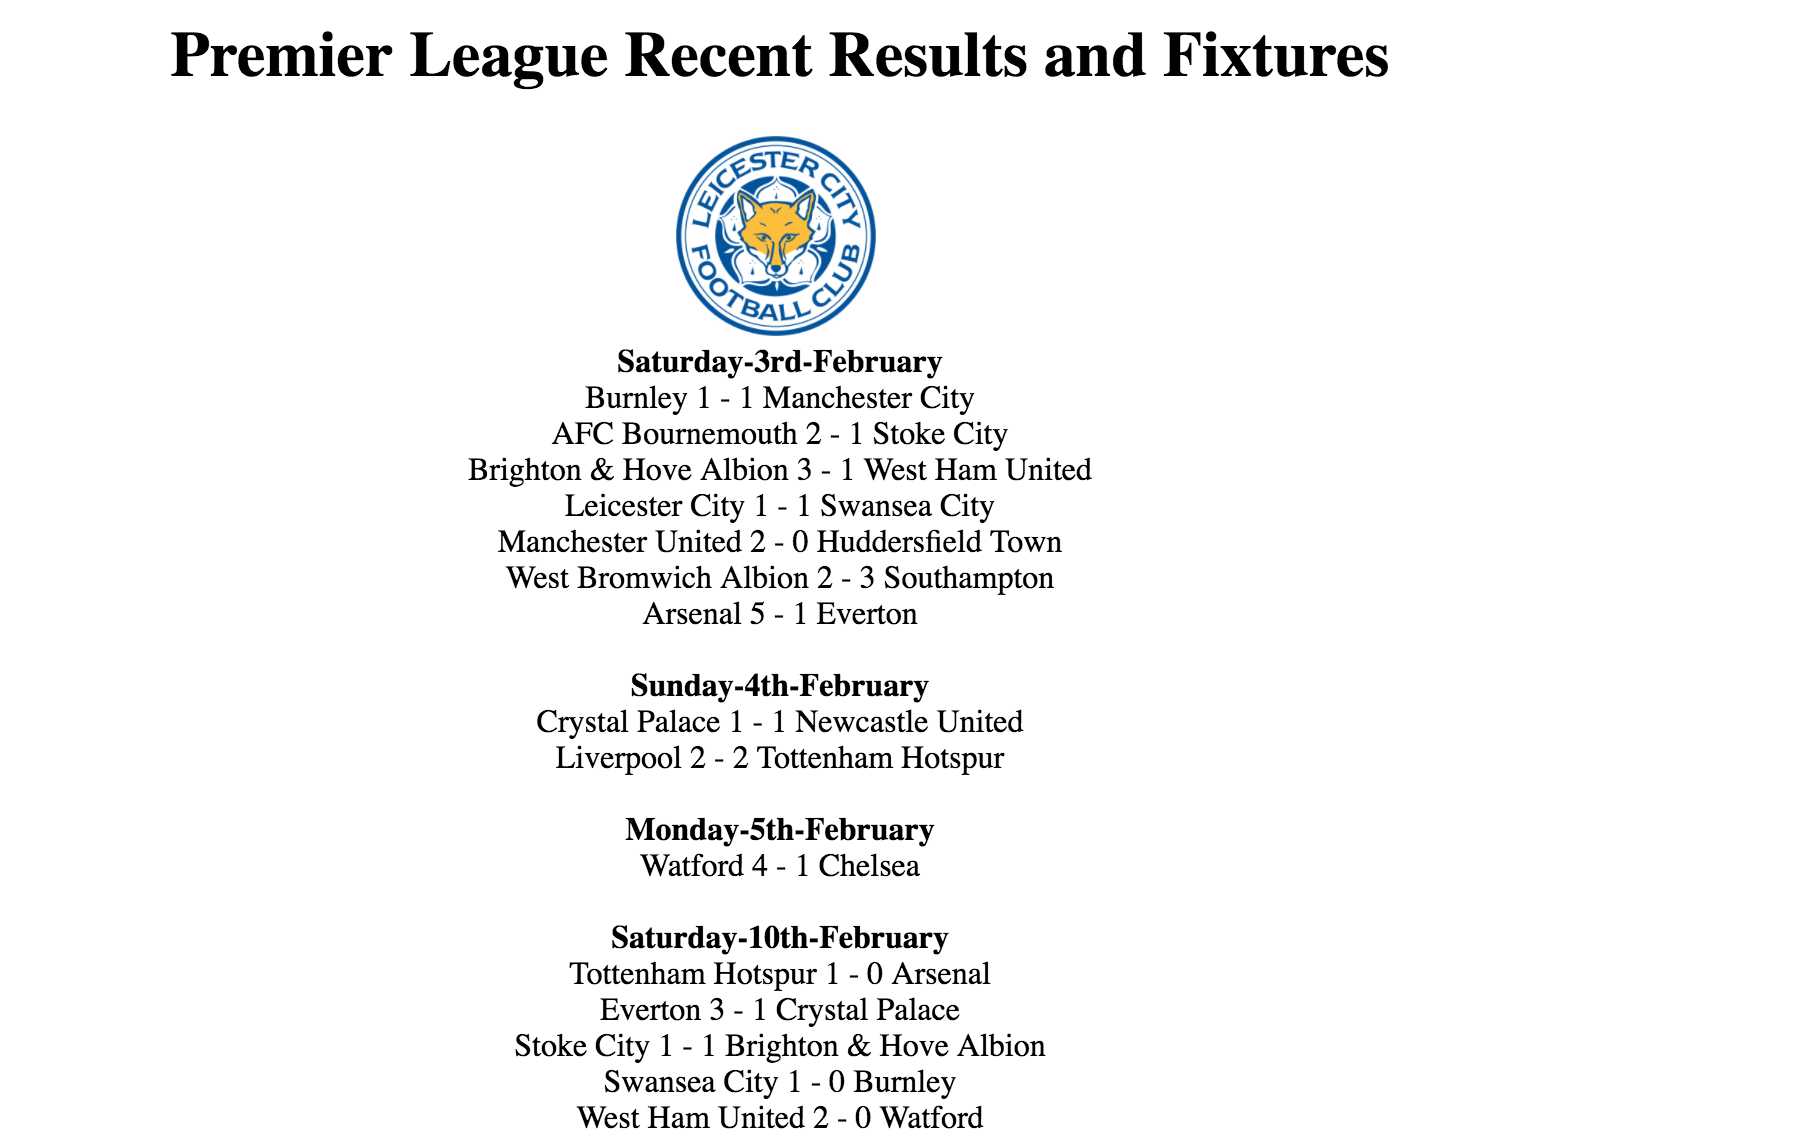 Premier League Recent Results and Fixtures
LEICESTER CITY
FOOTBALL CLUB
Saturday-3rd-February
Burnley 1 - 1 Manchester City
AFC Bournemouth 2 - 1 Stoke City
Brighton & Hove Albion 3 - 1 West Ham United
Leicester City 1 - 1 Swansea City
Manchester United 2 - 0 Huddersfield Town
West Bromwich Albion 2 - 3 Southampton
Arsenal 5 - 1 Everton
Sunday-4th-February
Crystal Palace 1 - 1 Newcastle United
Liverpool 2 - 2 Tottenham Hotspur
Monday-5th-February
Watford 4 - 1 Chelsea
Saturday-10th-February
Tottenham Hotspur 1 - 0 Arsenal
Everton 3 - 1 Crystal Palace
Stoke City 1 - 1 Brighton & Hove Albion
Swansea City 1 - 0 Burnley
West Ham United 2 - 0 Watford